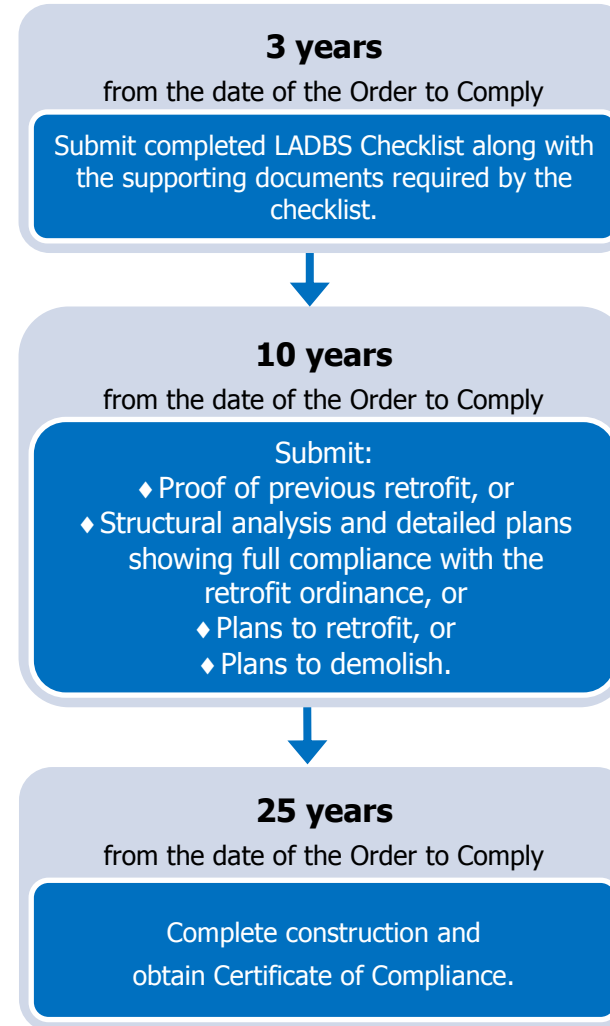 3 years
from the date of the Order to Comply
Submit completed LADBS Checklist along with
the supporting documents required by the
checklist.
10 years
from the date of the Order to Comply
Submit:
♦Proof of previous retrofit, or
♦Structural analysis and detailed plans
showing full compliance with the
retrofit ordinance, or
♦Plans to retrofit, or
♦Plans to demolish.
25 years
from the date of the Order to Comply
Complete construction and
obtain Certificate of Compliance.